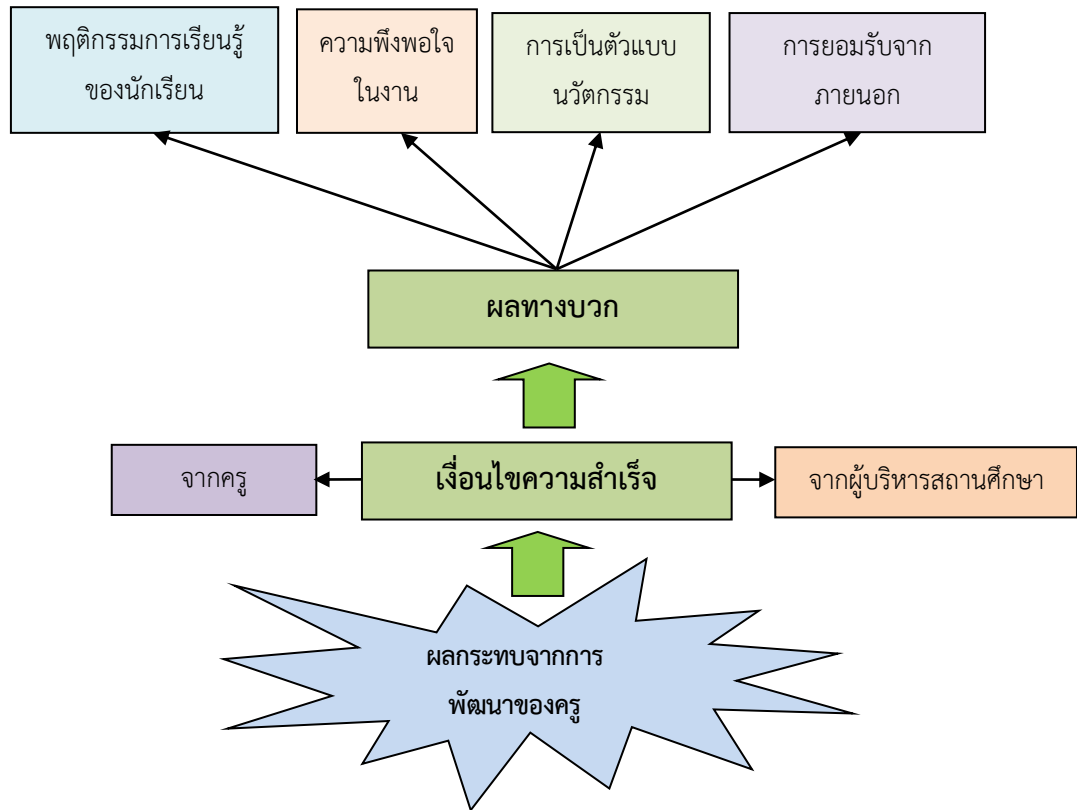 พฤติกรรมการเรียนรู้
ของนักเรียน
ความพึงพอใจ
ในงาน
การเป็นตัวแบบ
นวัตกรรม
การยอมรับจาก
ภายนอก
ผลทางบวก
จากครู
เงื่อนไขความสำเร็จ
จากผู้บริหารสถานศึกษา
ผลกระทบจากการ
พัฒนาของครู